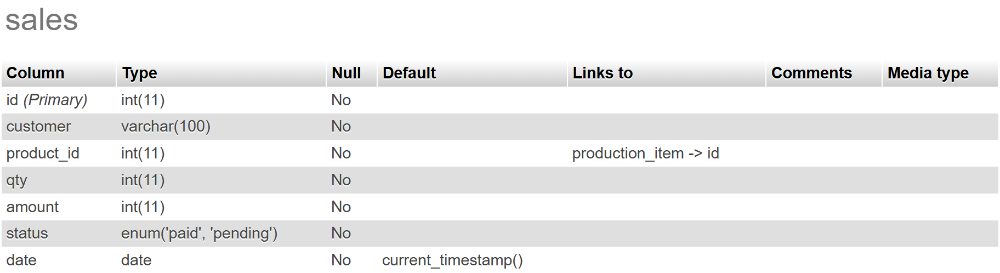 sales
Column Type Null Default Links to Comments Media type
id (Primary) int(11) No
customer varchar(100) No
product_id int(11) No production_item -> id
qty int(11) No
amount int(11) No
status enum('paid', 'pending') No
date date No current_timestamp()